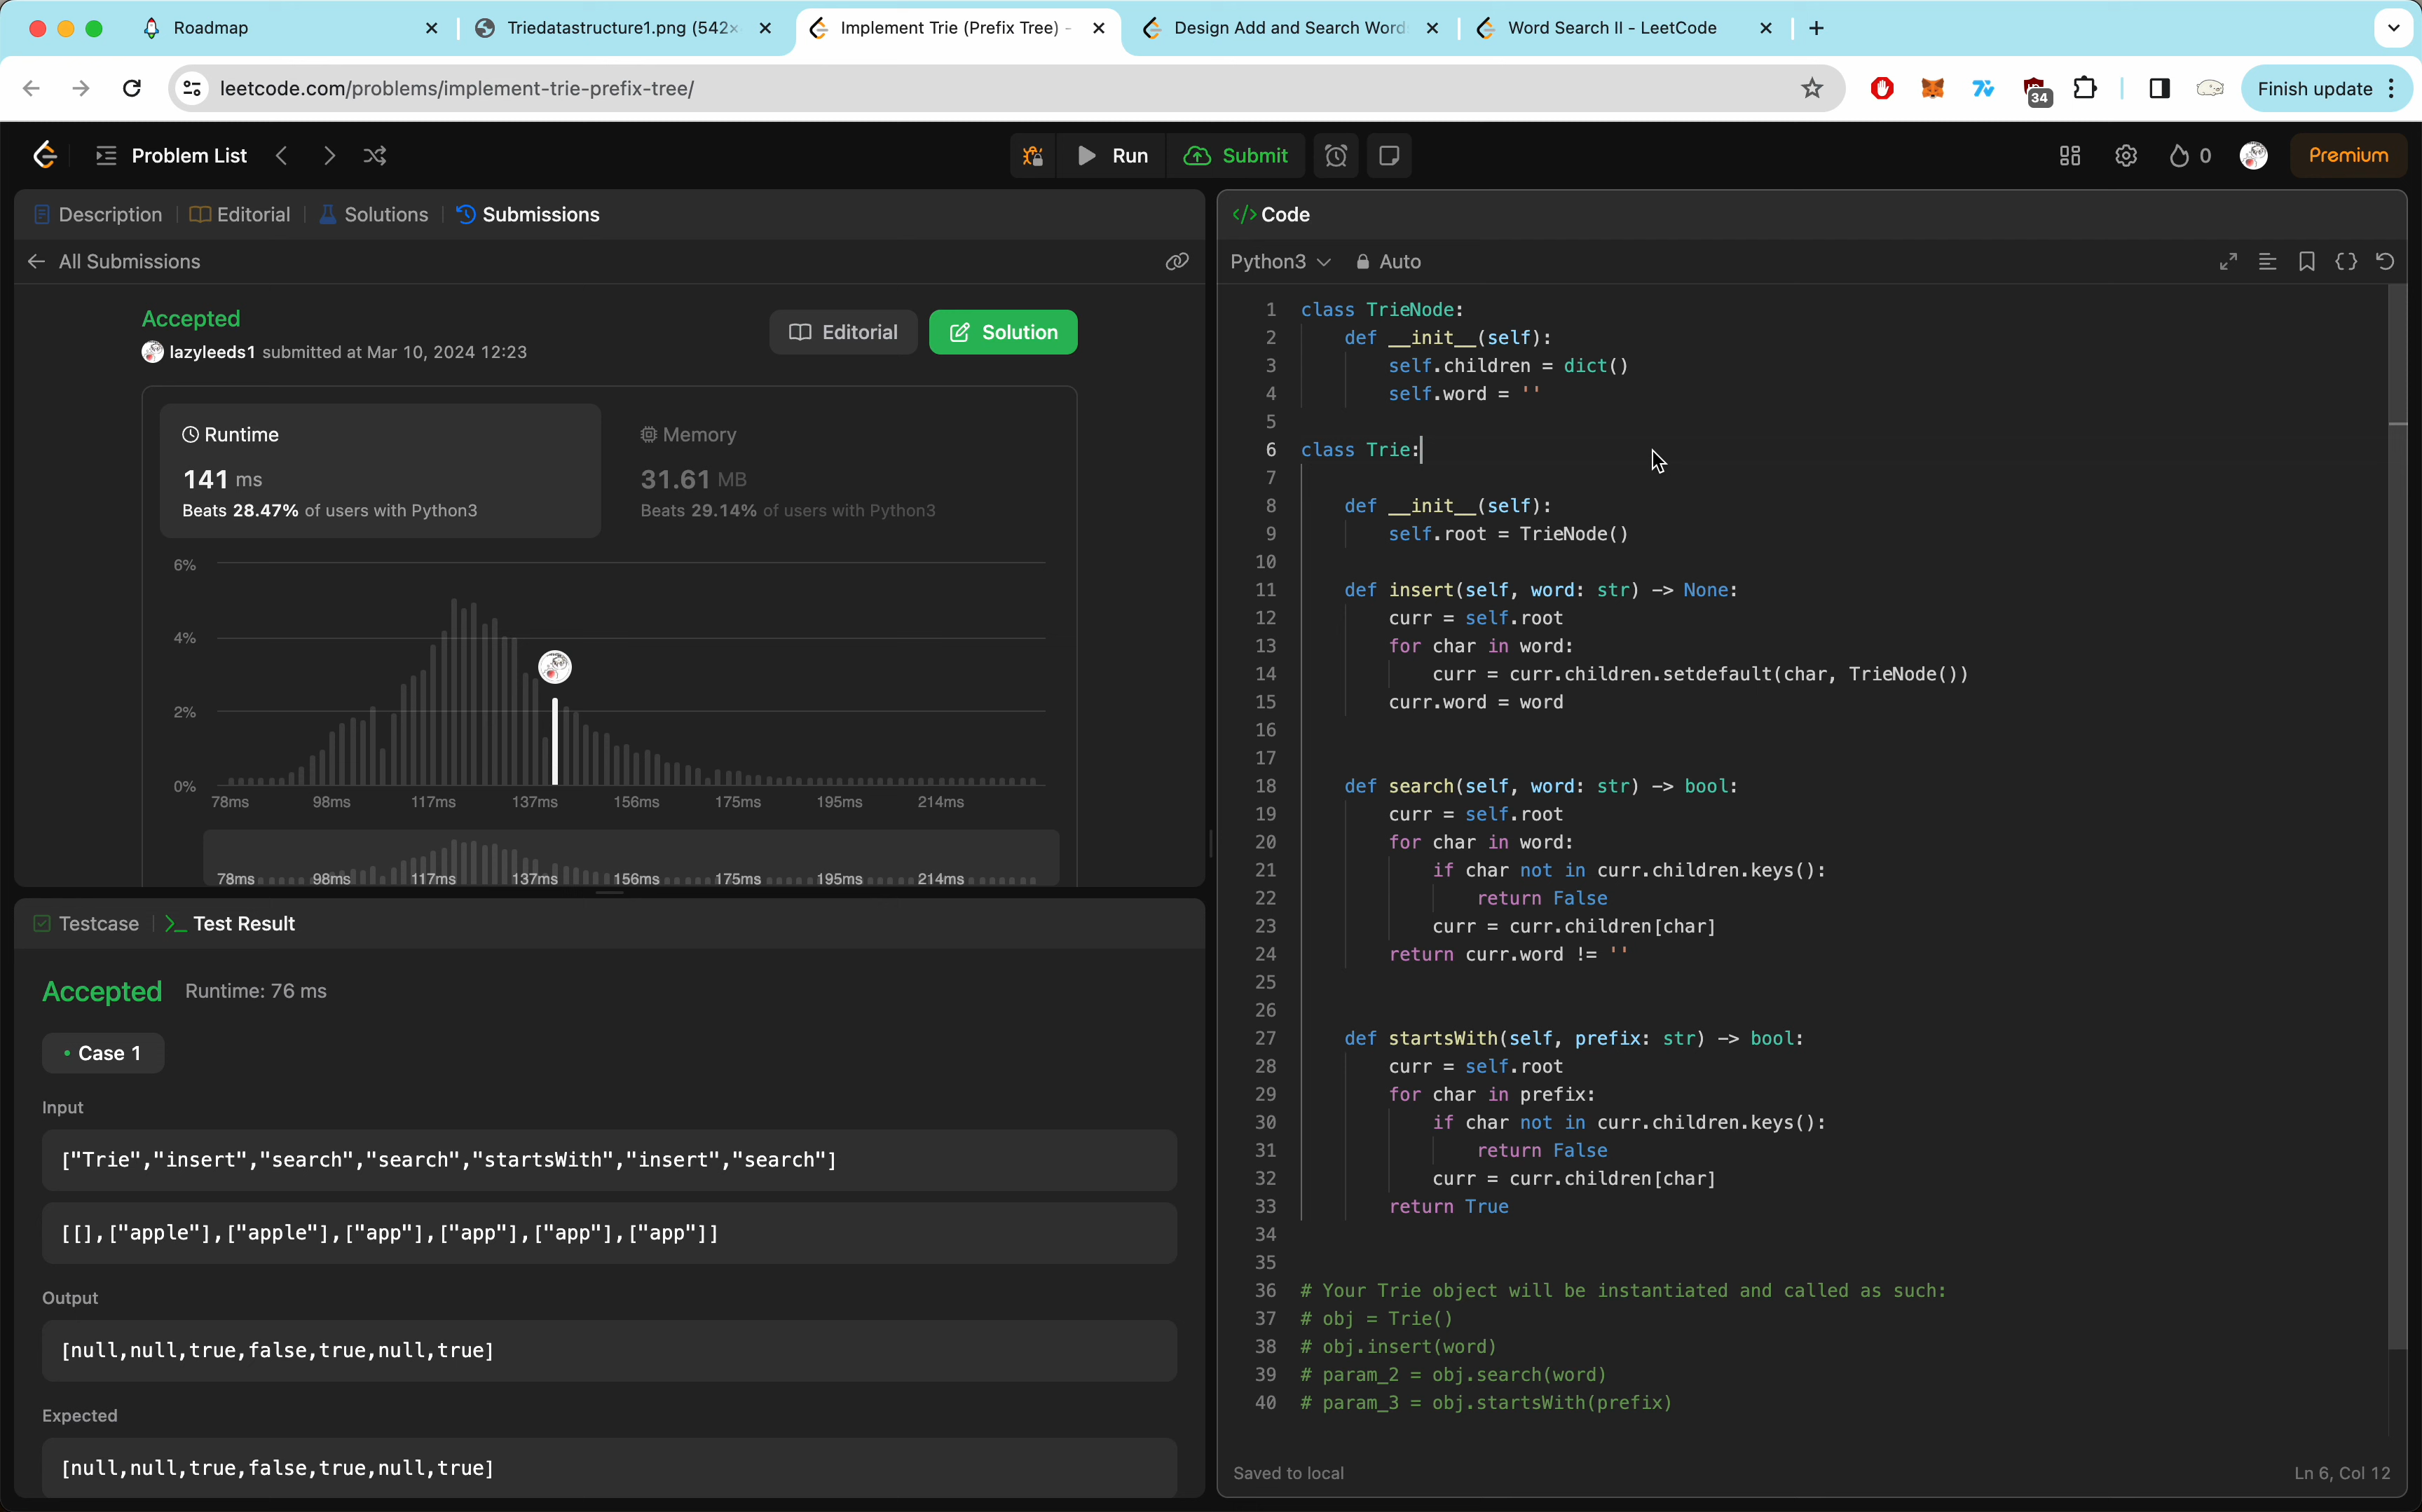 Roadmap
Triedatastructure1.png (542×
Implement Trie (Prefix Tree) -
Design Add and Search Words
Word Search II - LeetCode
leetcode.com/problems/implement-trie-prefix-tree/
34
Finish update
Problem List
Run
Submit
0
Premium
Description
Editorial
Solutions
Submissions
All Submissions
Accepted
lazyleeds1 submitted at Mar 10, 2024 12:23
Editorial
Solution
Runtime
141 ms
Beats 28.47% of users with Python3
Memory
31.61 MB
Beats 29.14% of users with Python3
6%
4%
2%
0%
78ms 98ms 117ms 137ms 156ms 175ms 195ms 214ms
78ms 98ms 117ms 137ms 156ms 175ms 195ms 214ms
Testcase
Test Result
Accepted Runtime: 76 ms
Case 1
Input
["Trie","insert","search","search","startsWith","insert","search"]
[[],["apple"],["apple"],["app"],["app"],["app"],["app"]]
Output
[null,null,true,false,true,null,true]
Expected
[null,null,true,false,true,null,true]
</> Code
Python3
Auto
1 class TrieNode:
2     def __init__(self):
3         self.children = dict()
4         self.word = ''
5
6 class Trie:
7
8     def __init__(self):
9         self.root = TrieNode()
10
11     def insert(self, word: str) -> None:
12         curr = self.root
13         for char in word:
14             curr = curr.children.setdefault(char, TrieNode())
15         curr.word = word
16
17
18     def search(self, word: str) -> bool:
19         curr = self.root
20         for char in word:
21             if char not in curr.children.keys():
22                 return False
23             curr = curr.children[char]
24         return curr.word != ''
25
26
27     def startsWith(self, prefix: str) -> bool:
28         curr = self.root
29         for char in prefix:
30             if char not in curr.children.keys():
31                 return False
32             curr = curr.children[char]
33         return True
34
35
36 # Your Trie object will be instantiated and called as such:
37 # obj = Trie()
38 # obj.insert(word)
39 # param_2 = obj.search(word)
40 # param_3 = obj.startsWith(prefix)
Saved to local
Ln 6, Col 12